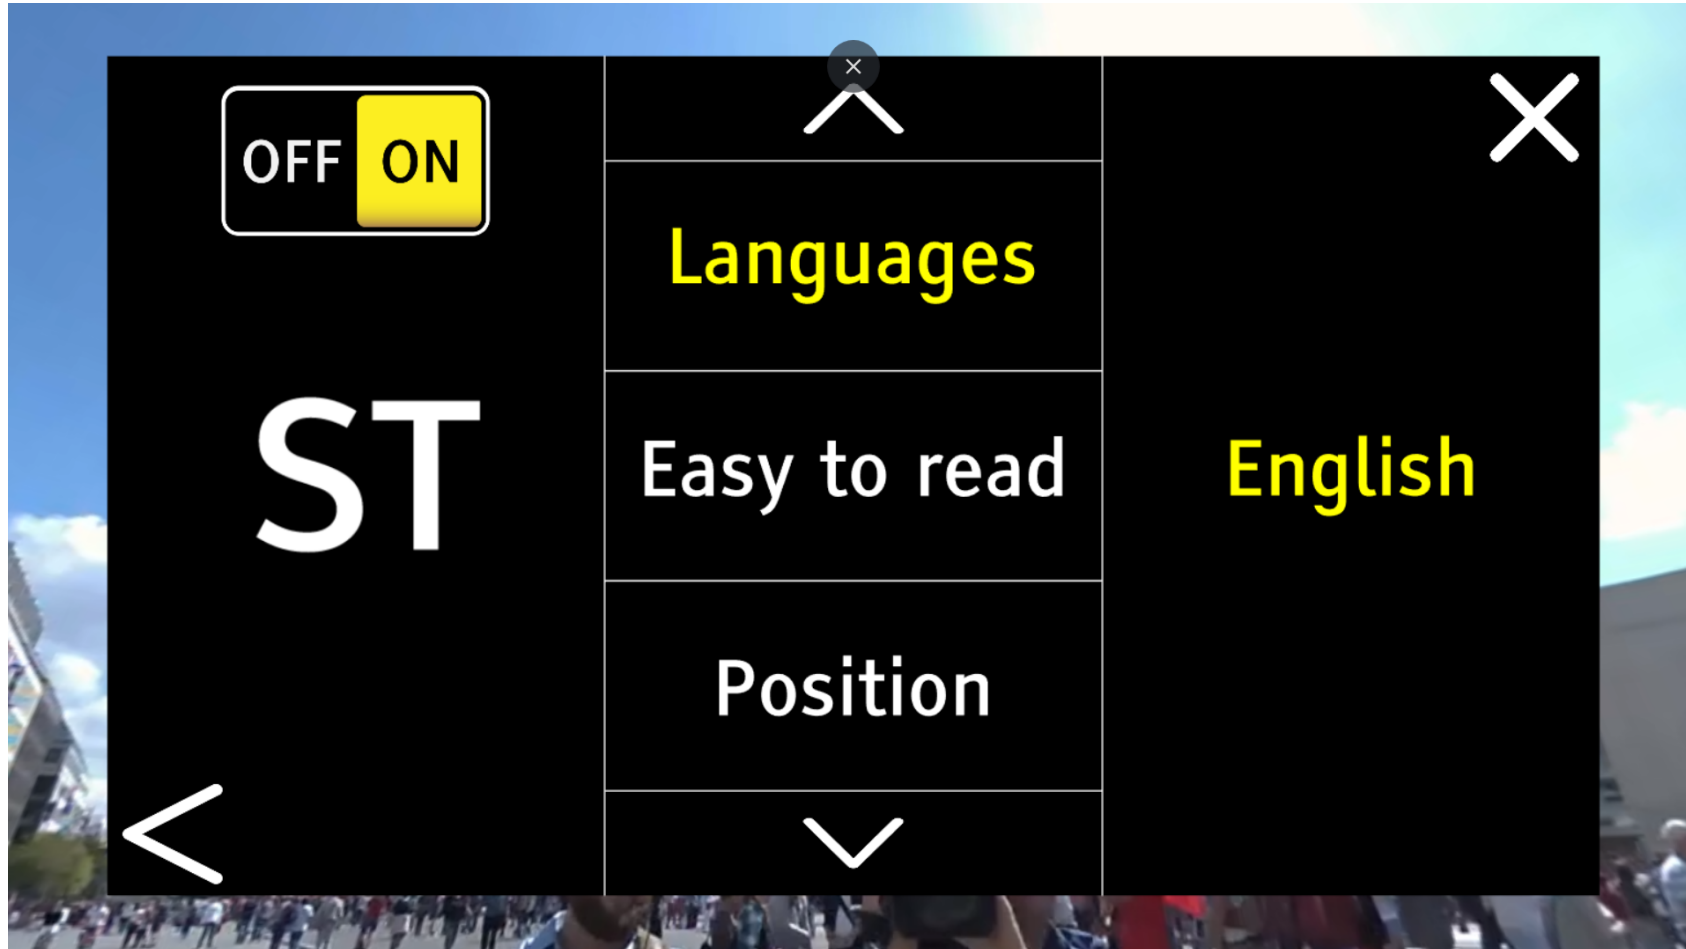 OFF ON
ST
Languages
Easy to read
Position
English